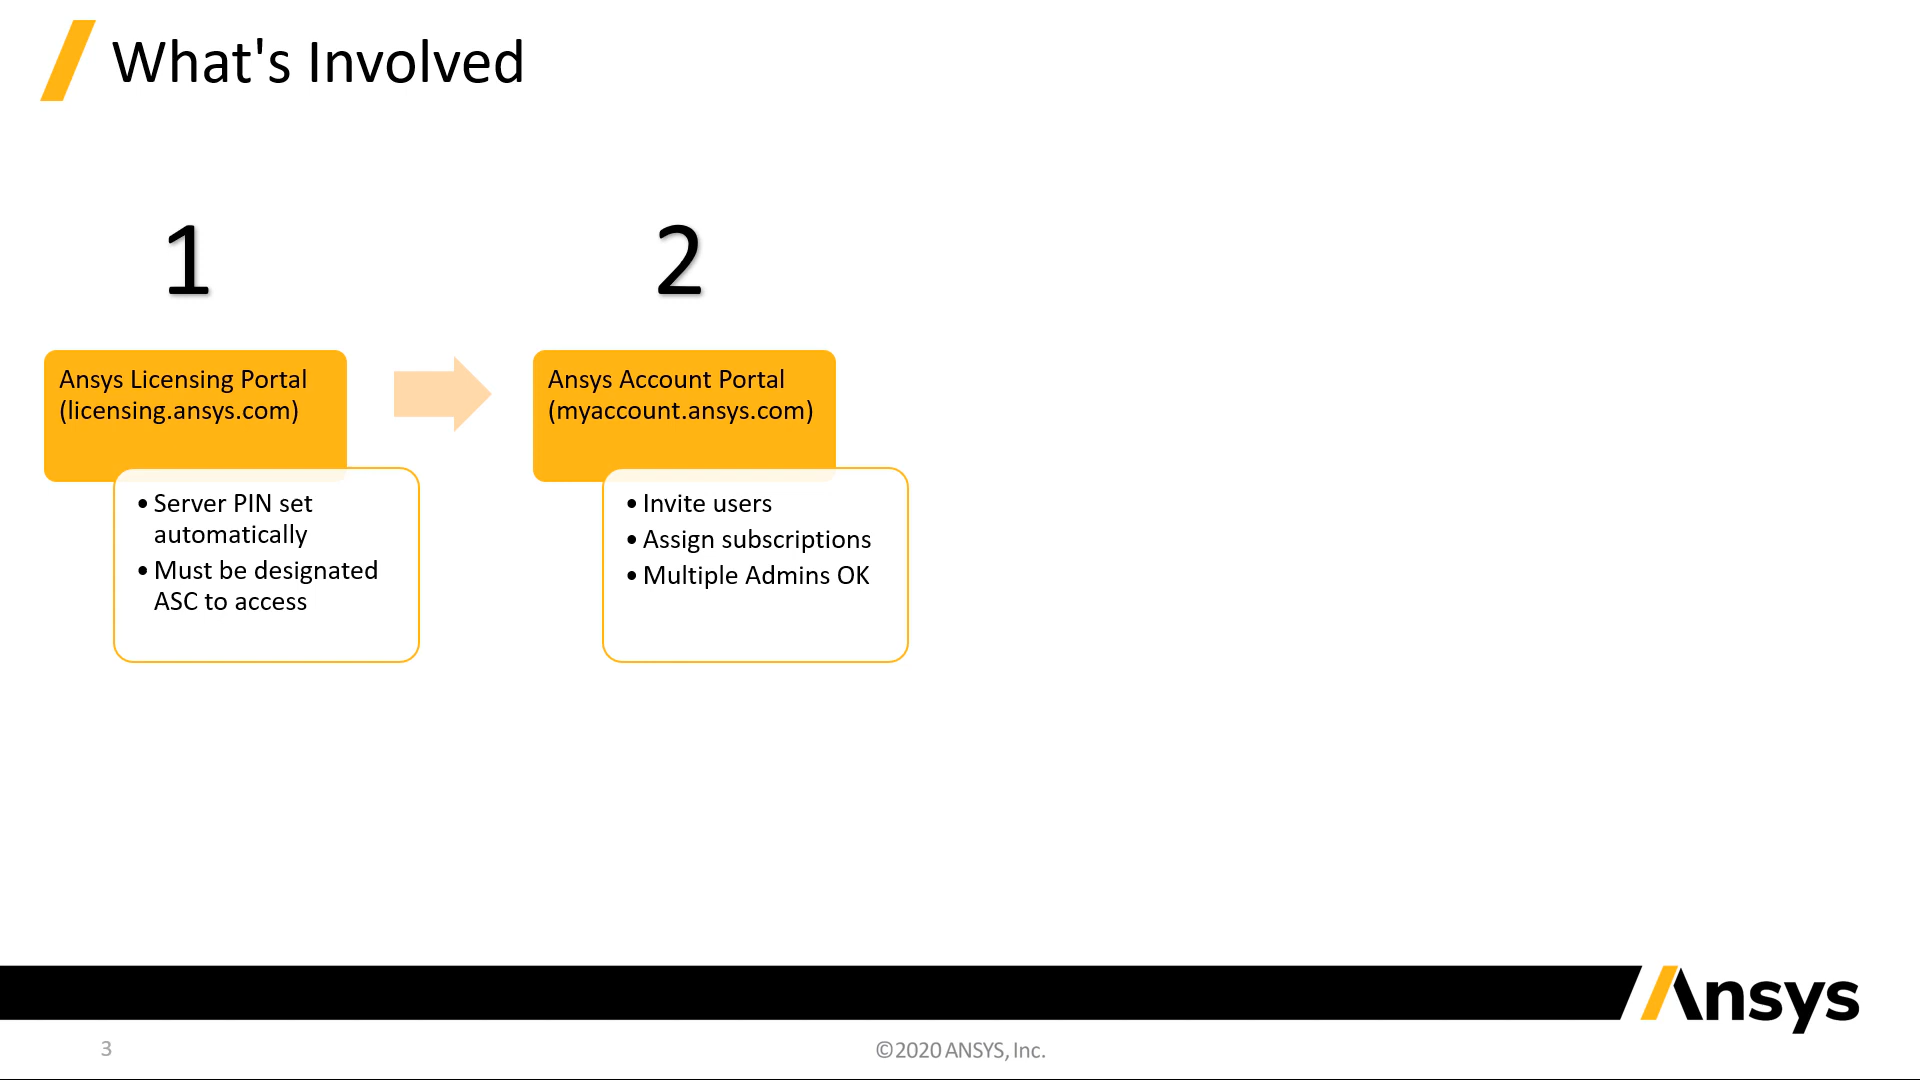 What's Involved
1
2
Ansys Licensing Portal
(licensing.ansys.com)
• Server PIN set
automatically
• Must be designated
ASC to access
Ansys Account Portal
(myaccount.ansys.com)
• Invite users
• Assign subscriptions
• Multiple Admins OK
Ansys
3
©2020 ANSYS, Inc.